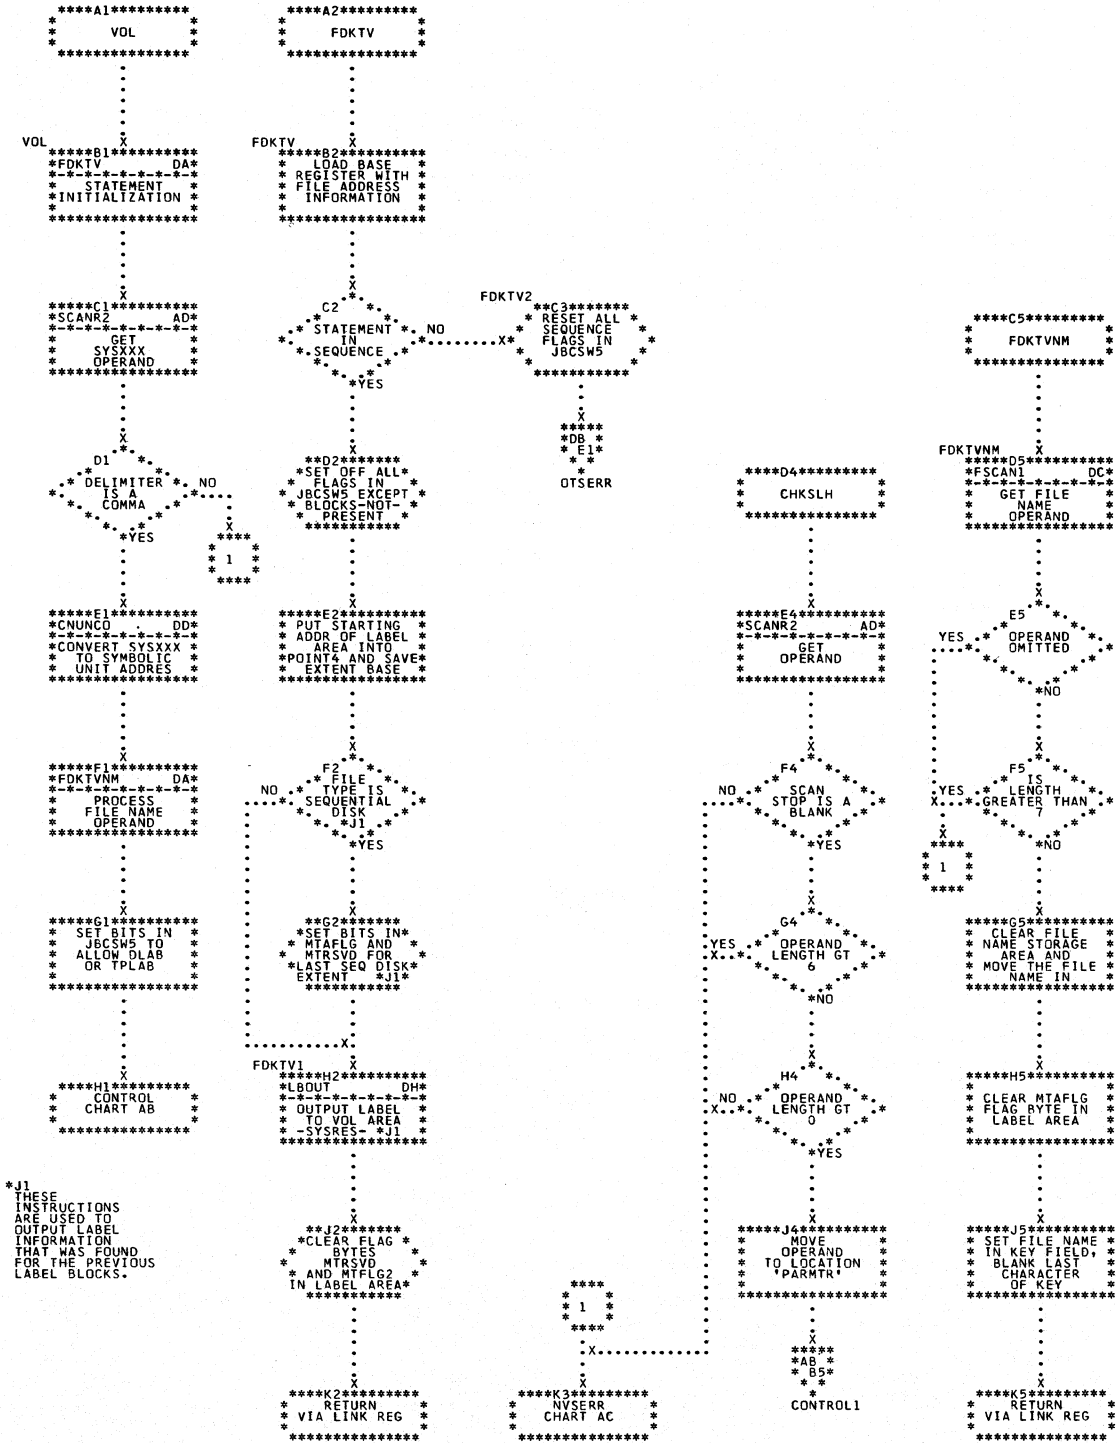 ****A1*********
VOL
VOL
*****B1**********
*FDKTV DA*
*-*-*-*-*-*-*-*-*
STATEMENT
*INITIALIZATION *
*****C1**********
*SCANR2 AD*
*-*-*-*-*-*-*-*-*
GET
SYSXXX
OPERAND
D1
DELIMITER
IS A
COMMA
NO
*YES
1
*****E1**********
*CNUNCO . DD*
*-*-*-*-*-*-*-*-*
*CONVERT SYSXXX
TO SYMBOLIC
UNIT ADDRES
*****F1**********
*FDKTVNM DA*
*-*-*-*-*-*-*-*-*
PROCESS
FILE NAME
OPERAND
*****G1**********
SET BITS IN
JBCSW5 TO
ALLOW DLAB
OR TPLAB
****H1*********
CONTROL
CHART AB
*J1
THESE
INSTRUCTIONS
ARE USED TO
OUTPUT LABEL
INFORMATION
THAT WAS FOUND
FOR THE PREVIOUS
LABEL BLOCKS.
****A2*********
FDKTV
FDKTV
*****B2**********
LOAD BASE
REGISTER WITH
FILE ADDRESS
INFORMATION
C2
STATEMENT
IN
SEQUENCE
NO
*YES
FDKTV2
**C3*******
RESET ALL
SEQUENCE
FLAGS IN
JBCSW5
*DB *
E1*
OTSERR
**D2*******
*SET OFF ALL*
FLAGS IN
JBCSW5 EXCEPT
BLOCKS-NOT-
PRESENT
*****E2**********
PUT STARTING
ADDR OF LABEL
AREA INTO
*POINT4 AND SAVE*
EXTENT BASE
F2
FILE
TYPE IS
SEQUENTIAL
DISK
*J1
NO
*YES
**G2*******
*SET BITS IN*
MTAFLG AND
MTRSVD FOR
*LAST SEQ DISK*
EXTENT *J1*
FDKTV1
*****H2**********
*LBOUT DH*
*-*-*-*-*-*-*-*-*
OUTPUT LABEL
TO VOL AREA
-SYSRES- *J1
**J2*******
*CLEAR FLAG
BYTES
MTRSVD
AND MTFLG2
IN LABEL AREA*
****K2*********
RETURN
VIA LINK REG
1
****K3*********
NVSERR
CHART AC
****D4*********
CHKSLH
*****E4**********
*SCANR2 AD*
*-*-*-*-*-*-*-*-*
GET
OPERAND
F4
SCAN
STOP IS A
BLANK
NO
*YES
G4
OPERAND
LENGTH GT
6
YES
*NO
H4
OPERAND
LENGTH GT
0
NO
*YES
*****J4**********
MOVE
OPERAND
TO LOCATION
'PARMTR'
*AB *
B5*
CONTROL1
****C5*********
FDKTVNM
FDKTVNM
*****D5**********
*FSCAN1 DC*
*-*-*-*-*-*-*-*-*
GET FILE
NAME
OPERAND
E5
OPERAND
OMITTED
YES
*NO
F5
IS
LENGTH
GREATER THAN
7
YES
*NO
1
*****G5**********
CLEAR FILE
NAME STORAGE
AREA AND
MOVE THE FILE
NAME IN
*****H5**********
CLEAR MTAFLG
FLAG BYTE IN
LABEL AREA
*****J5**********
SET FILE NAME
IN KEY FIELD,
BLANK LAST
CHARACTER
OF KEY
****K5*********
RETURN
VIA LINK REG